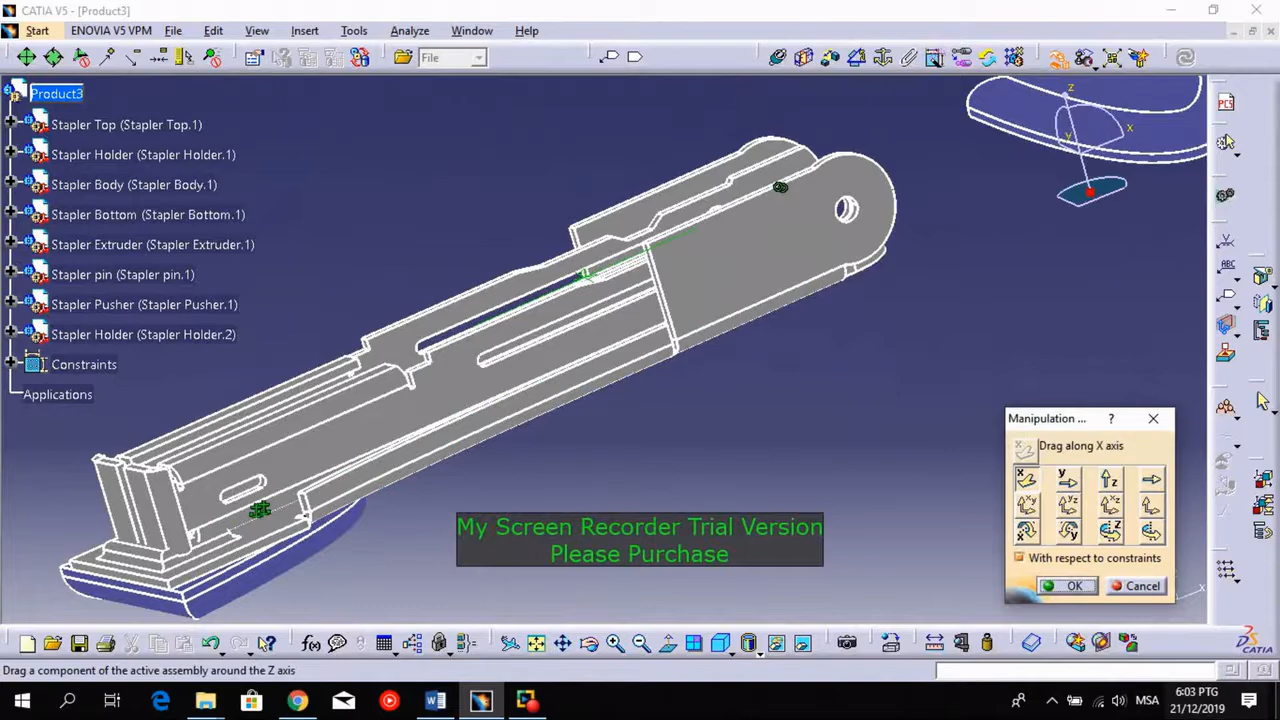 CATIA V5 - [Product3]
Start ENOVIA V5 VPM File Edit View Insert Tools Analyze Window Help
File
Product3
Stapler Top (Stapler Top.1)
Stapler Holder (Stapler Holder.1)
Stapler Body (Stapler Body.1)
Stapler Bottom (Stapler Bottom.1)
Stapler Extruder (Stapler Extruder.1)
Stapler pin (Stapler pin.1)
Stapler Pusher (Stapler Pusher.1)
Stapler Holder (Stapler Holder.2)
Constraints
Applications
z
x
y
PCS
ABC
Manipulation ... ?
Drag along X axis
With respect to constraints
OK Cancel
x
My Screen Recorder Trial Version
Please Purchase
f(x)
CATIA
Drag a component of the active assembly around the Z axis
MSA
6:03 PTG
21/12/2019